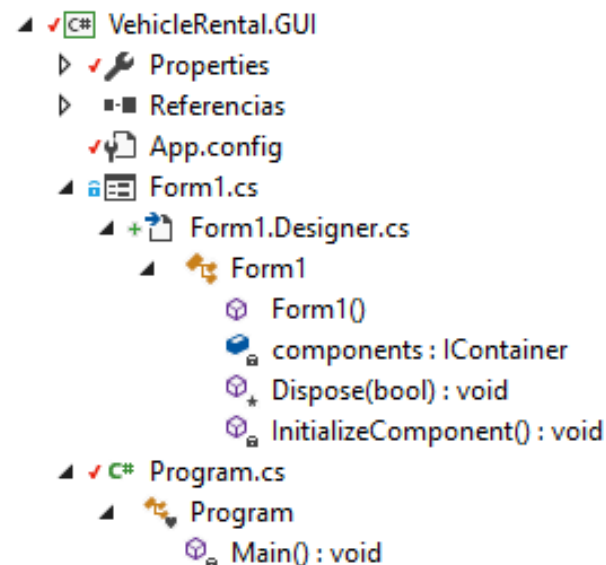 C# VehicleRental.GUI
Properties
Referencias
App.config
Form1.cs
Form1.Designer.cs
Form1
Form1()
components : IContainer
Dispose(bool) : void
InitializeComponent() : void
C# Program.cs
Program
Main() : void